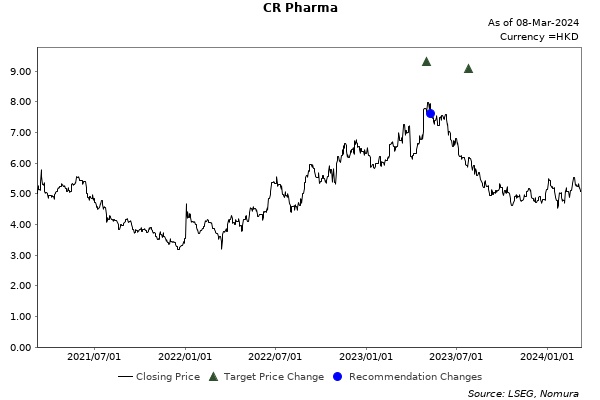 CR Pharma
As of 08-Mar-2024
Currency =HKD
9.00
8.00
7.00
6.00
5.00
4.00
3.00
2.00
1.00
0.00
2021/07/01 2022/01/01 2022/07/01 2023/01/01 2023/07/01 2024/01/01
Closing Price Target Price Change Recommendation Changes
Source: LSEG, Nomura